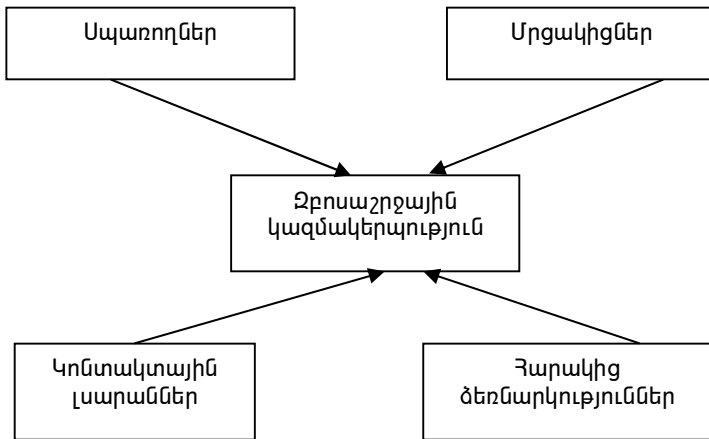 Սպառողներ
Մրցակիցներ
Զբոսաշրջային
կազմակերպություն
Կոնտակտային
լսարաններ
Հարակից
ձեռնարկություններ